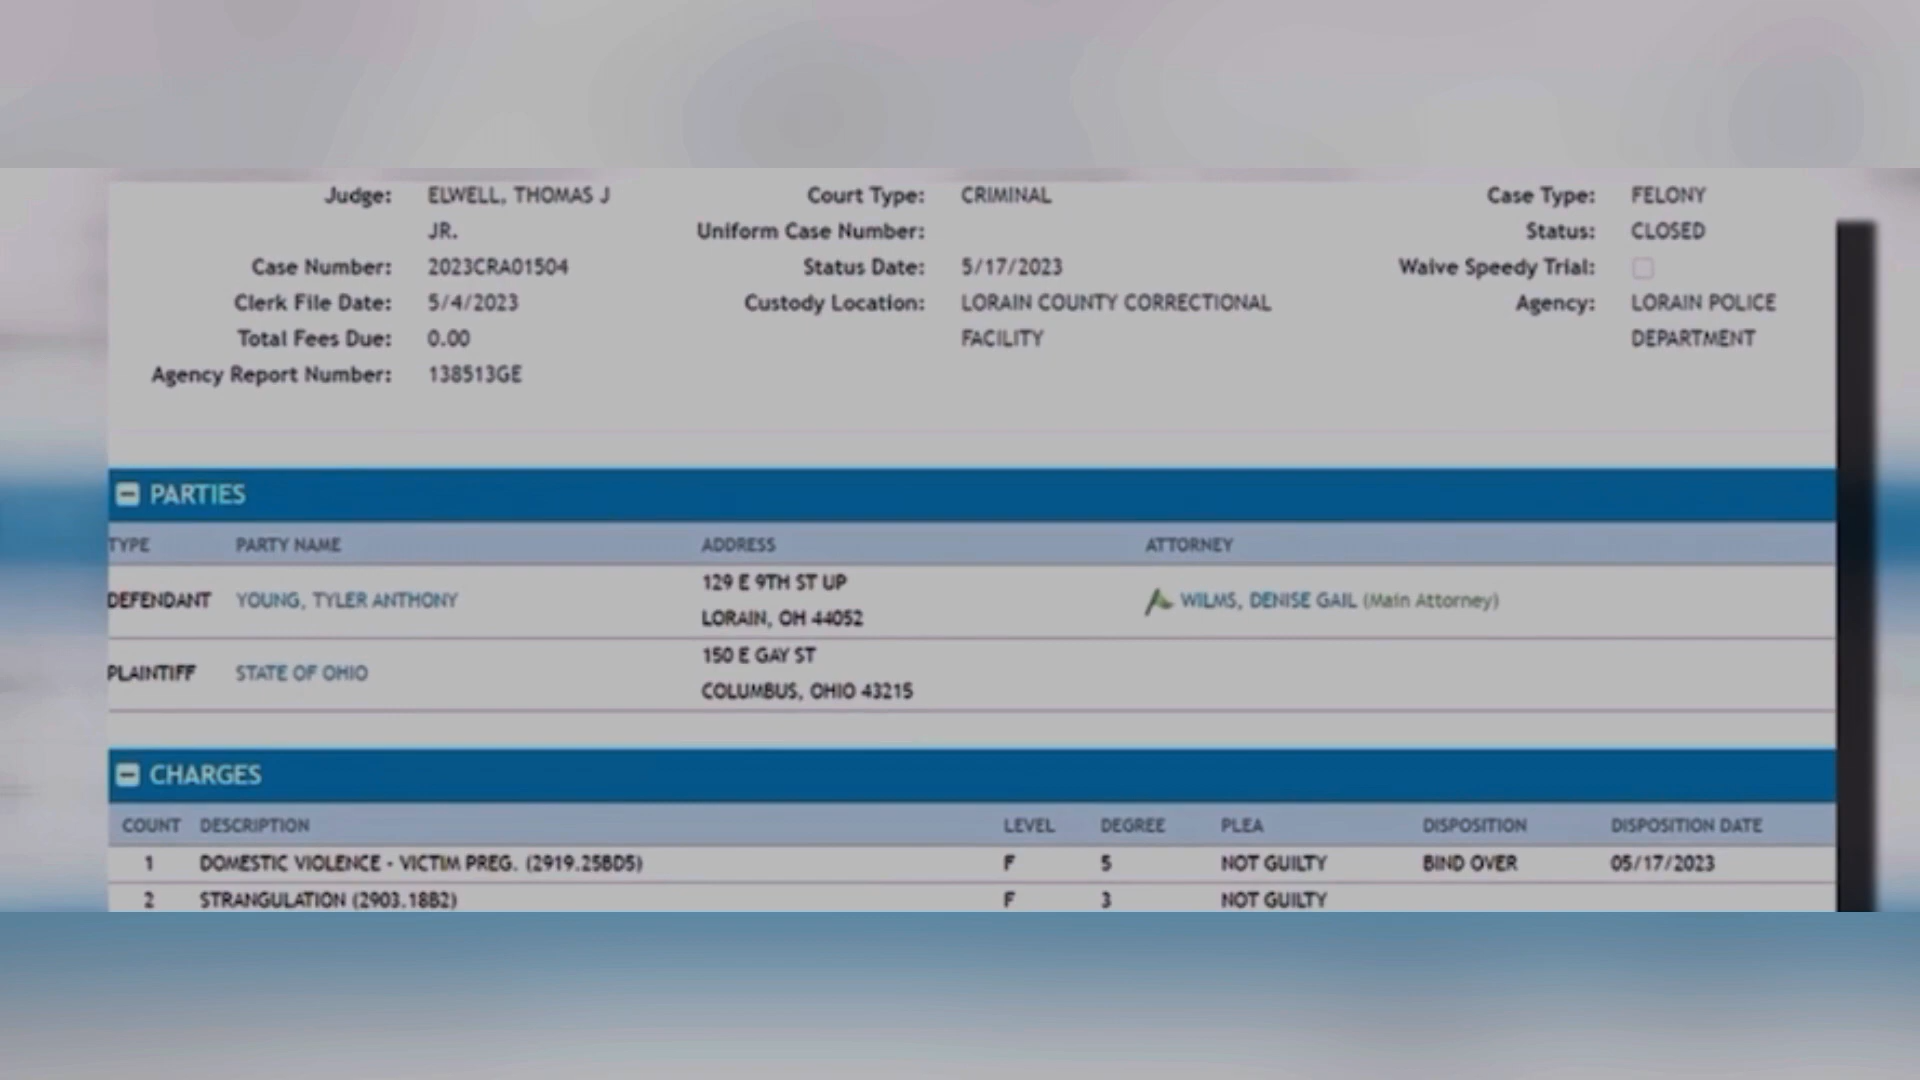 Judge: ELWELL, THOMAS J JR. Court Type: CRIMINAL Case Type: FELONY
Uniform Case Number: Status: CLOSED
Case Number: 2023CRA01504 Status Date: 5/17/2023 Waive Speedy Trial:
Clerk File Date: 5/4/2023 Custody Location: LORAIN COUNTY CORRECTIONAL FACILITY Agency: LORAIN POLICE DEPARTMENT
Total Fees Due: 0.00
Agency Report Number: 138513GE
PARTIES
TYPE PARTY NAME ADDRESS ATTORNEY
DEFENDANT YOUNG, TYLER ANTHONY 129 E 9TH ST UP LORAIN, OH 44052 WILMS, DENISE GAIL (Main Attorney)
PLAINTIFF STATE OF OHIO 150 E GAY ST COLUMBUS, OHIO 43215
CHARGES
COUNT DESCRIPTION LEVEL DEGREE PLEA DISPOSITION DISPOSITION DATE
1 DOMESTIC VIOLENCE - VICTIM PREG. (2919.25BD5) F 5 NOT GUILTY BIND OVER 05/17/2023
2 STRANGULATION (2903.18B2) F 3 NOT GUILTY